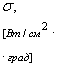 σ,
[Вт / см² ·
· град]